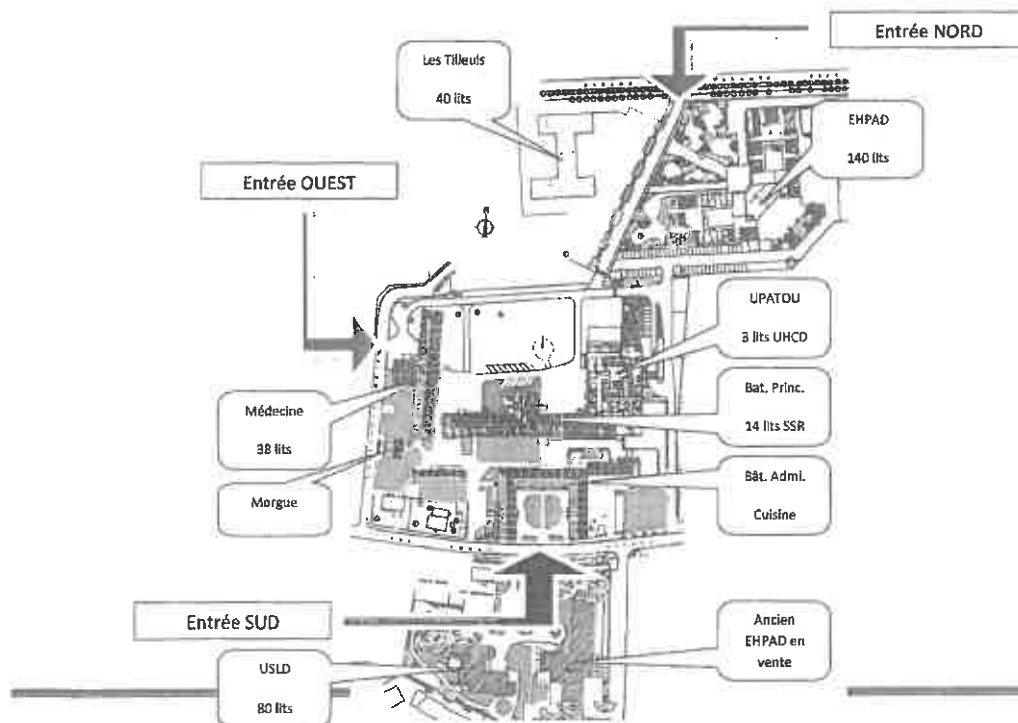 Entrée NORD
Les Tilleuls
40 lits
EHPAD
140 lits
Entrée OUEST
UPATOU
3 lits UHCD
Bat. Princ.
14 lits SSR
Médecine
38 lits
Bât. Admi.
Cuisine
Morgue
Entrée SUD
Ancien
EHPAD en
vente
USLD
80 lits